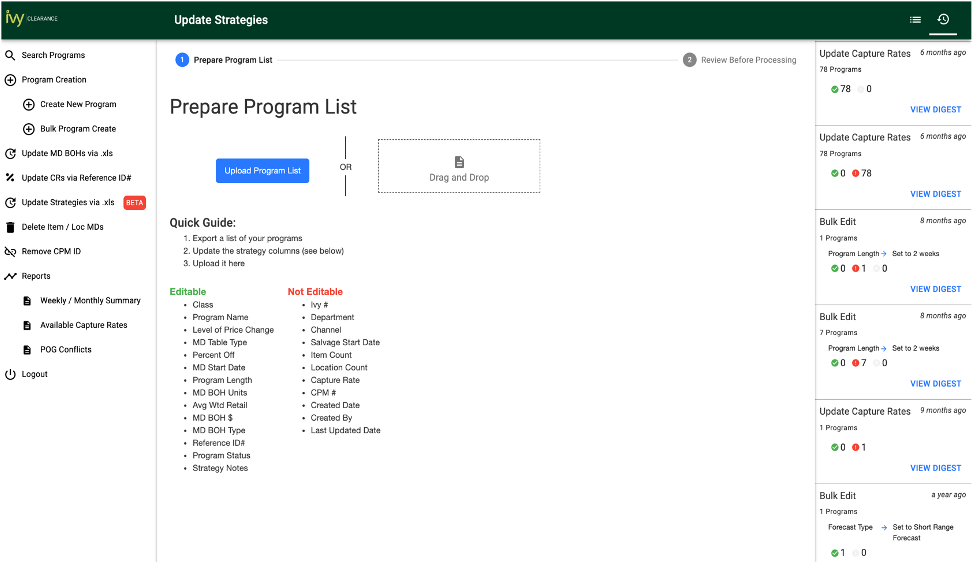 ivy CLEARANCE
Update Strategies
Search Programs
Program Creation
Create New Program
Bulk Program Create
Update MD BOHs via .xls
Update CRs via Reference ID#
Update Strategies via .xls BETA
Delete Item / Loc MDs
Remove CPM ID
Reports
Weekly / Monthly Summary
Available Capture Rates
POG Conflicts
Logout
1 Prepare Program List
2 Review Before Processing
Prepare Program List
Upload Program List
OR
Drag and Drop
Quick Guide:
1. Export a list of your programs
2. Update the strategy columns (see below)
3. Upload it here
Editable
• Class
• Program Name
• Level of Price Change
• MD Table Type
• Percent Off
• MD Start Date
• Program Length
• MD BOH Units
• Avg Wtd Retail
• MD BOH $
• MD BOH Type
• Reference ID#
• Program Status
• Strategy Notes
Not Editable
• Ivy #
• Department
• Channel
• Salvage Start Date
• Item Count
• Location Count
• Capture Rate
• CPM #
• Created Date
• Created By
• Last Updated Date
Update Capture Rates 6 months ago
78 Programs
78 0
VIEW DIGEST
Update Capture Rates 6 months ago
78 Programs
0 78
VIEW DIGEST
Bulk Edit 8 months ago
1 Programs
Program Length → Set to 2 weeks
0 1 0
VIEW DIGEST
Bulk Edit 8 months ago
7 Programs
Program Length → Set to 2 weeks
0 7 0
VIEW DIGEST
Update Capture Rates 9 months ago
1 Programs
0 1
VIEW DIGEST
Bulk Edit a year ago
1 Programs
Forecast Type → Set to Short Range
Forecast
1 0